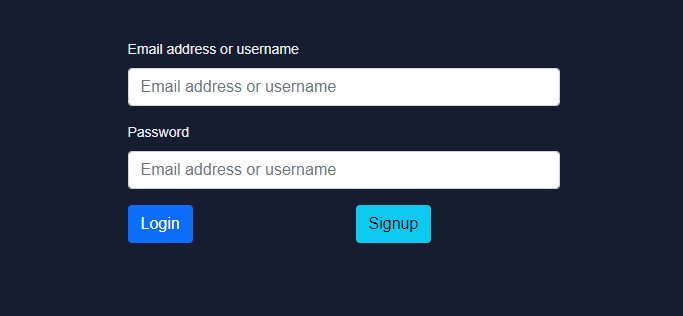 Email address or username
Email address or username
Password
Email address or username
Login Signup